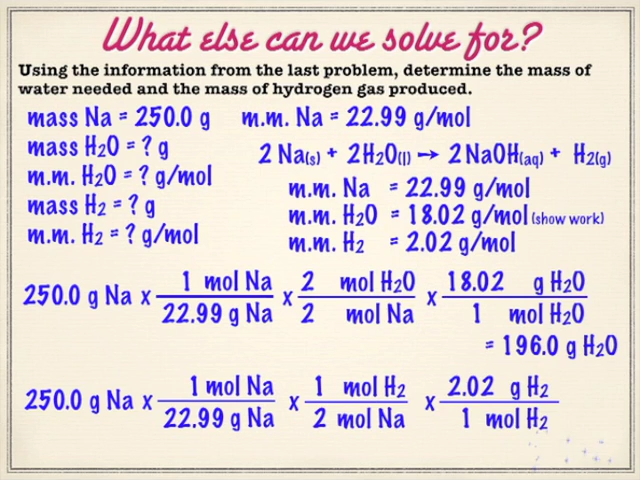 What else can we solve for?
Using the information from the last problem, determine the mass of
water needed and the mass of hydrogen gas produced.
mass Na = 250.0 g m.m. Na = 22.99 g/mol
mass H₂O = ? g
2 Na(s) + 2H₂O(l) → 2NaOH(aq) + H₂(g)
m.m. H₂O = ? g/mol
m.m. Na = 22.99 g/mol
mass H₂ = ? g
m.m. H₂O = 18.02 g/mol (show work)
m.m. H₂ = ? g/mol
m.m. H₂ = 2.02 g/mol
1 mol Na 2 mol H₂O 18.02 g H₂O
250.0 g Na x x x
22.99 g Na 2 mol Na 1 mol H₂O
= 196.0 g H₂O
1 mol Na 1 mol H₂ 2.02 g H₂
250.0 g Na x x x
22.99 g Na 2 mol Na 1 mol H₂